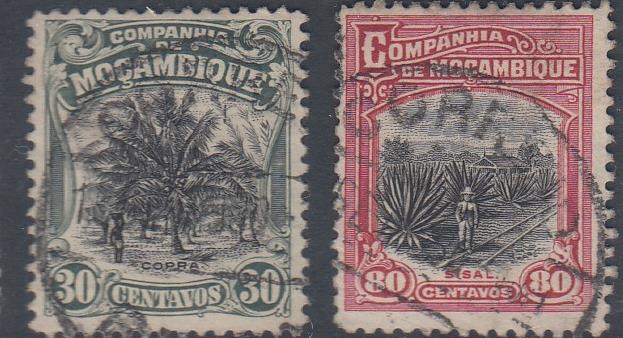 COMPANHIA
DE
MOÇAMBIQUE
COPRA
30 CENTAVOS 30
COMPANHIA
DE MOÇAMBIQUE
SISAL
80 CENTAVOS 80